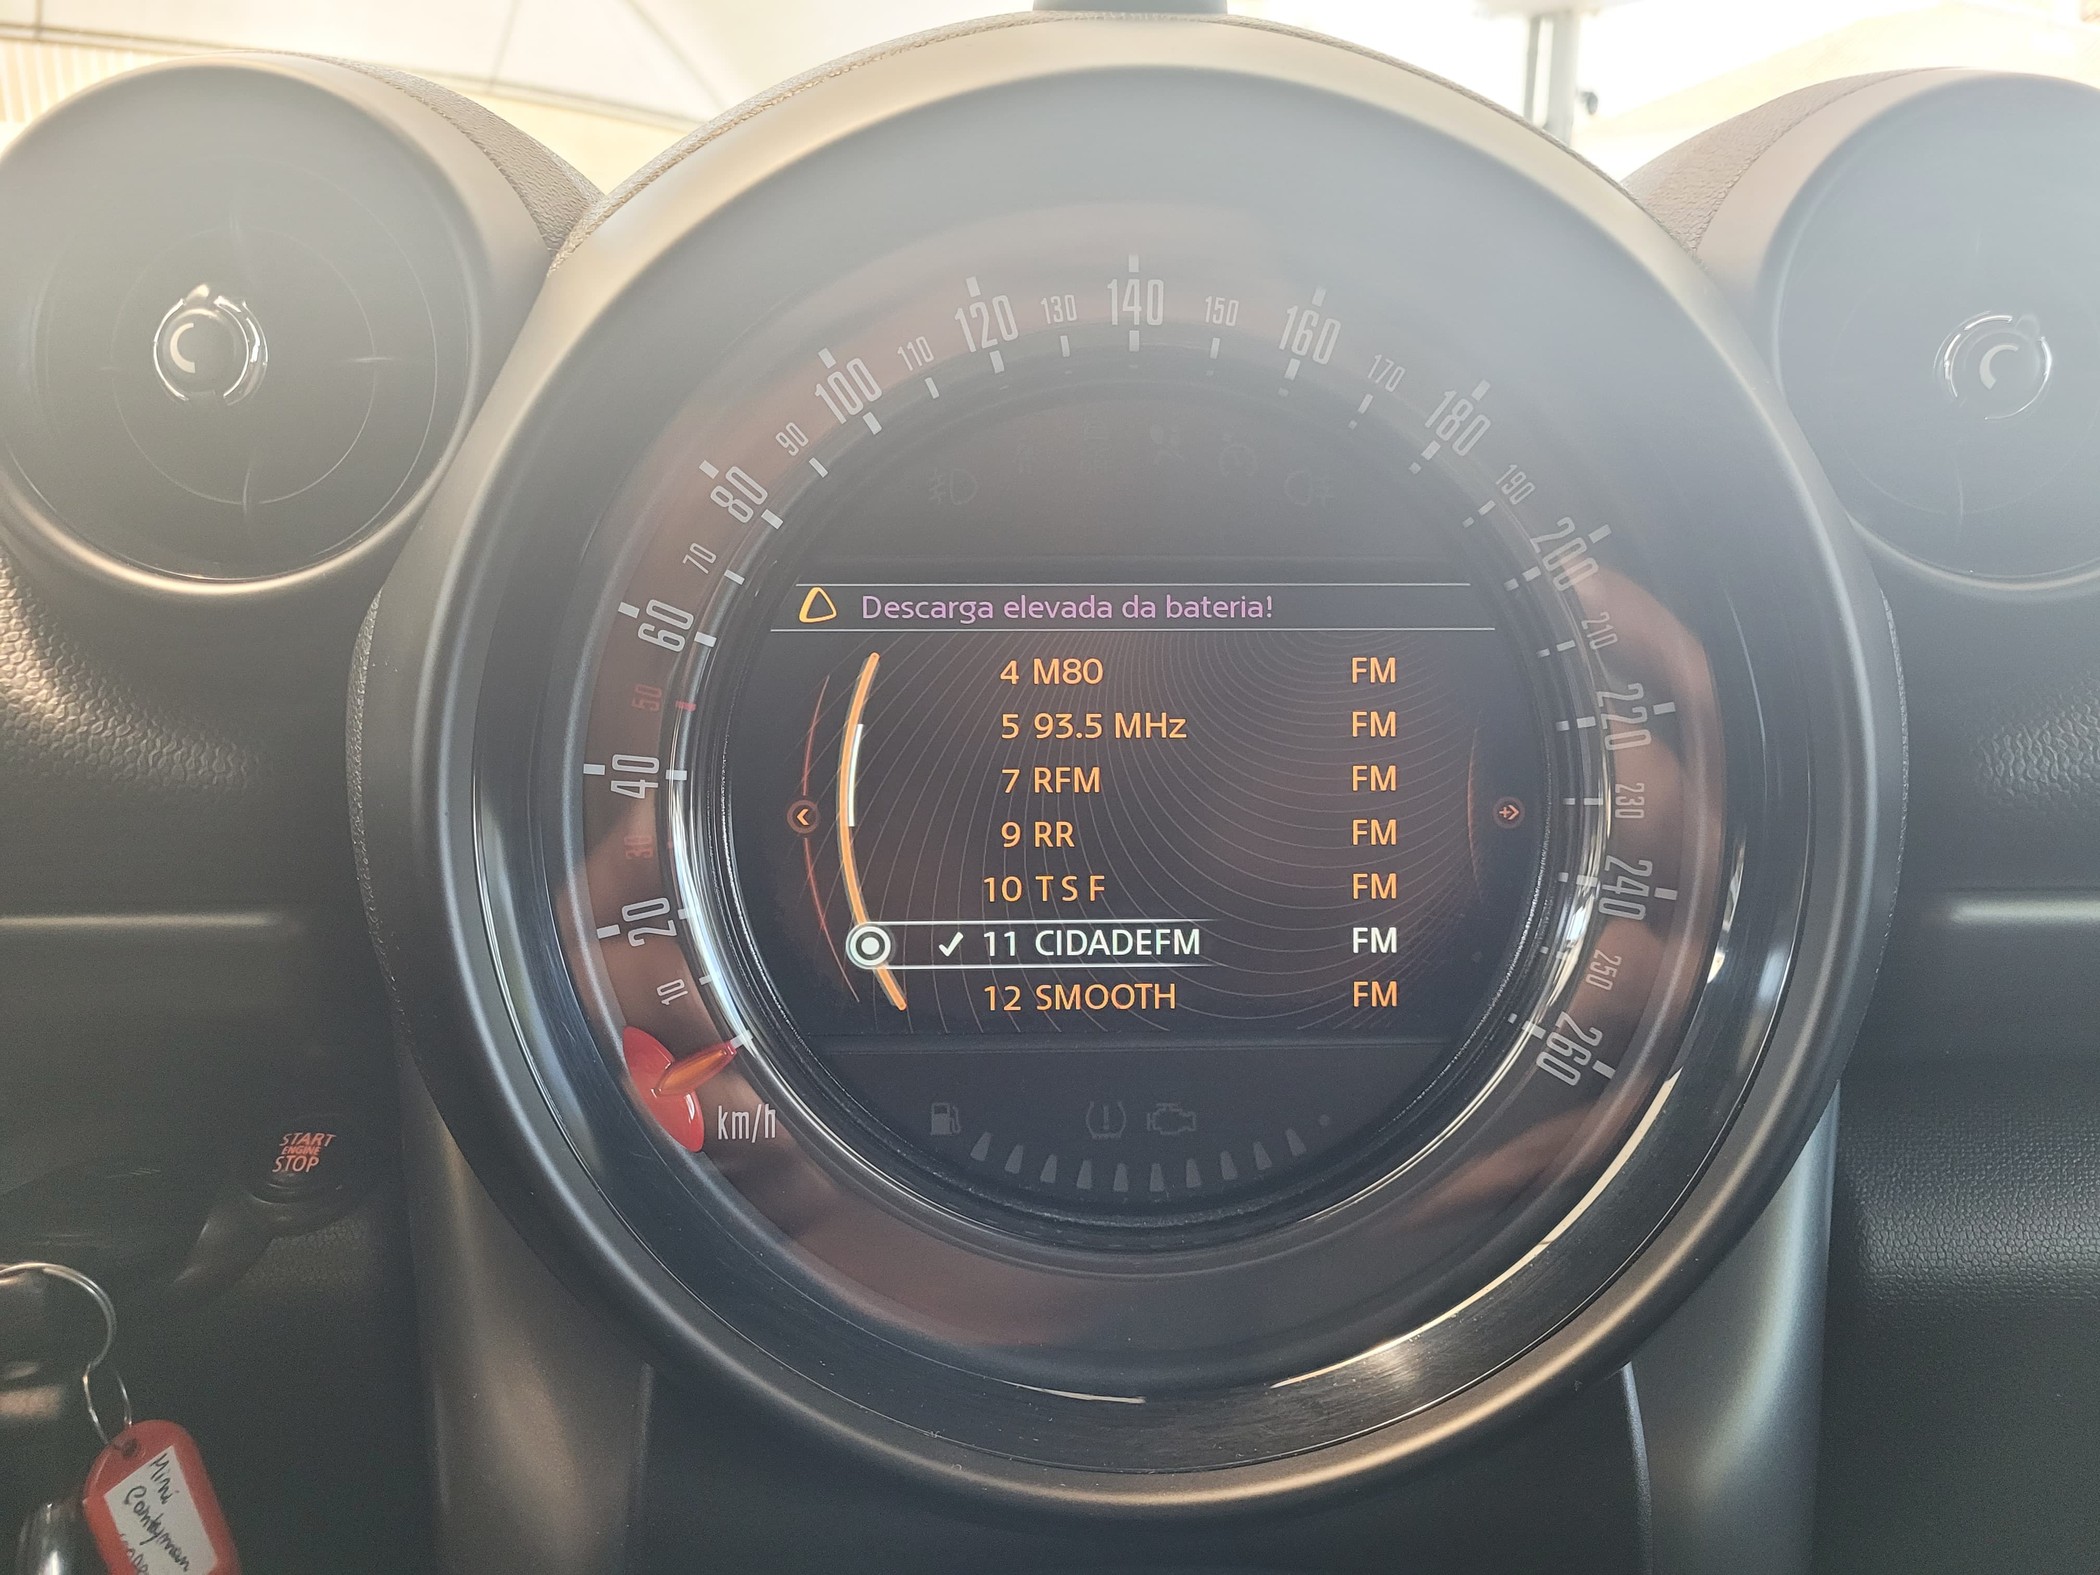 10
20
30
40
50
60
70
80
90
100
110
120
130
140
150
160
170
180
190
200
210
220
230
240
250
260
km/h
Descarga elevada da bateria!
4 M80 FM
5 93.5 MHz FM
7 RFM FM
9 RR FM
10 T S F FM
✓ 11 CIDADEFM FM
12 SMOOTH FM
START
ENGINE
STOP
Mini